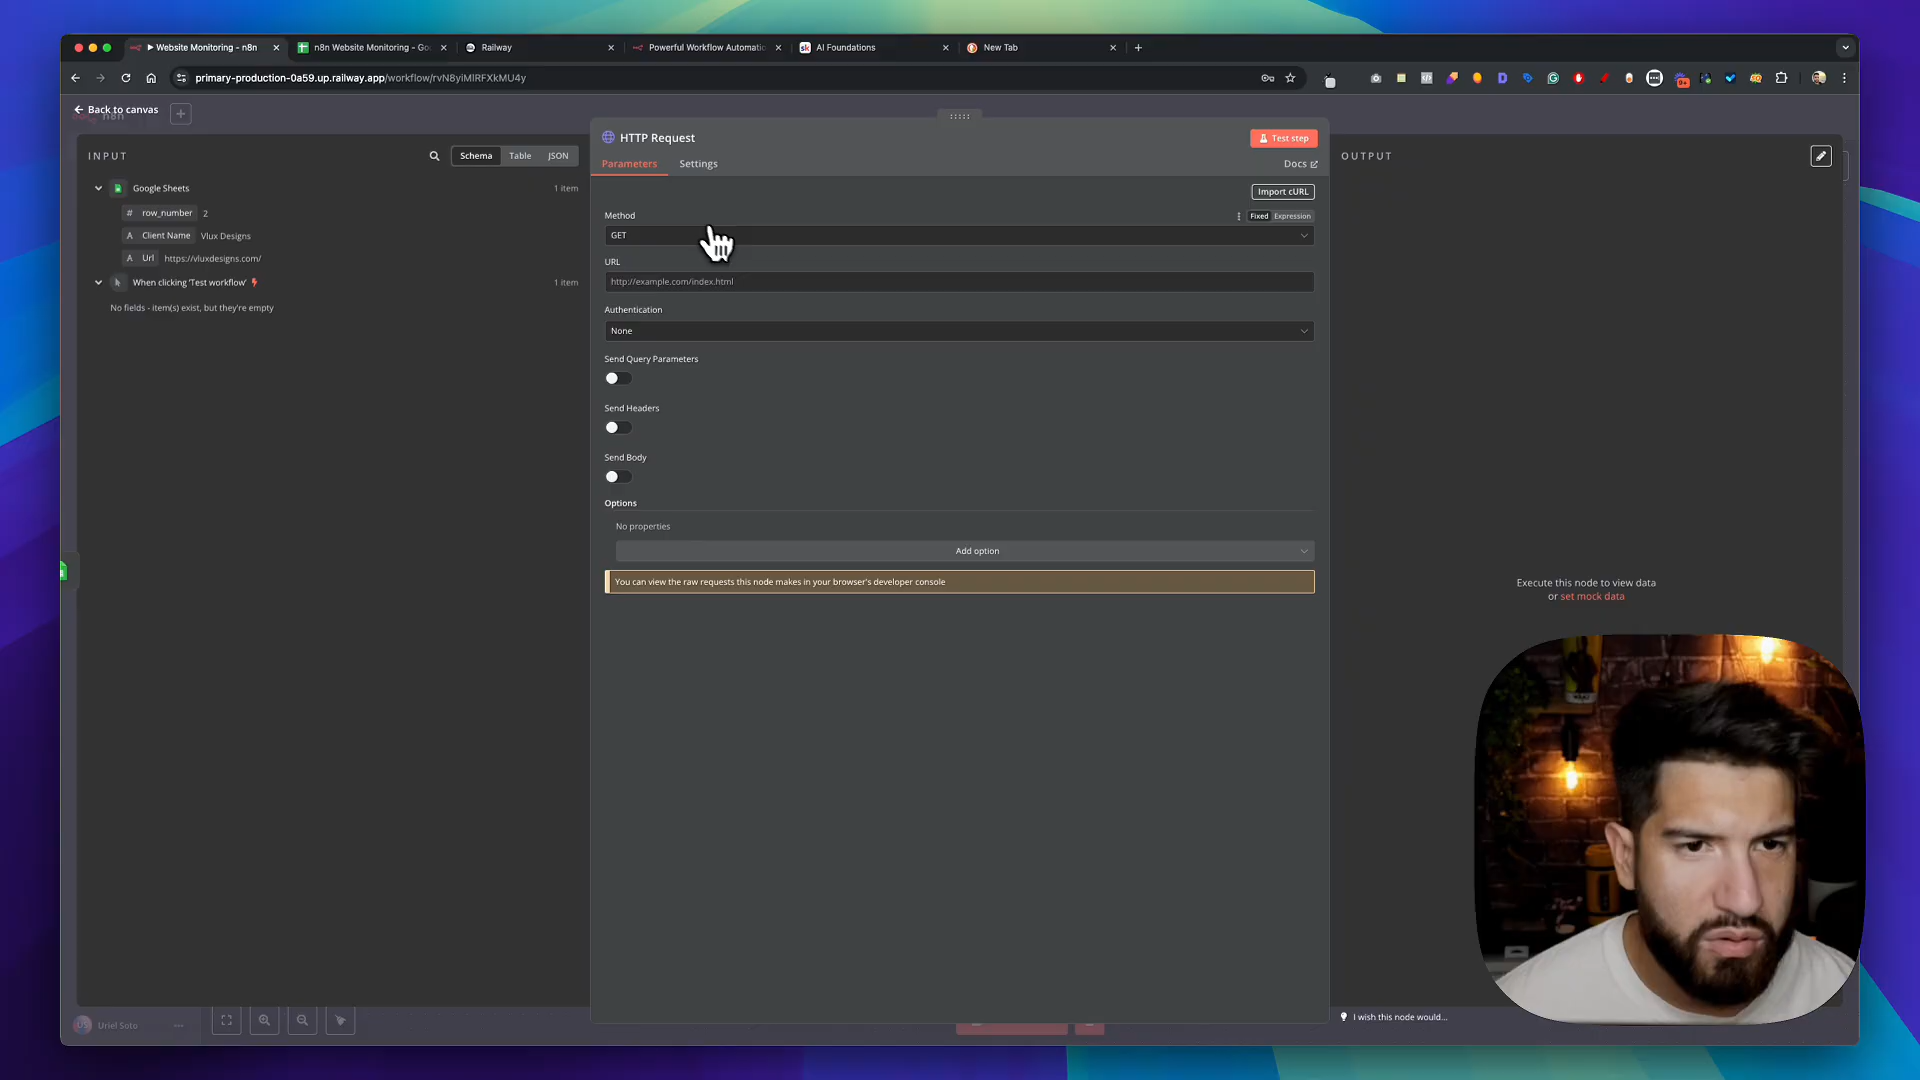 Website Monitoring - n8n
n8n Website Monitoring - Go
Railway
Powerful Workflow Automatio
AI Foundations
New Tab
primary-production-0a59.up.railway.app/workflow/rvN8yiMlRFXkMU4y
Back to canvas
n8n
INPUT
Schema
Table
JSON
Google Sheets
1 item
# row_number 2
A Client Name Vlux Designs
A Url https://vluxdesigns.com/
When clicking 'Test workflow'
1 item
No fields - item(s) exist, but they're empty
HTTP Request
Test step
Parameters
Settings
Docs
Import cURL
Method
Fixed
Expression
GET
URL
http://example.com/index.html
Authentication
None
Send Query Parameters
Send Headers
Send Body
Options
No properties
Add option
You can view the raw requests this node makes in your browser's developer console
OUTPUT
Execute this node to view data
or set mock data
I wish this node would...
US
Uriel Soto